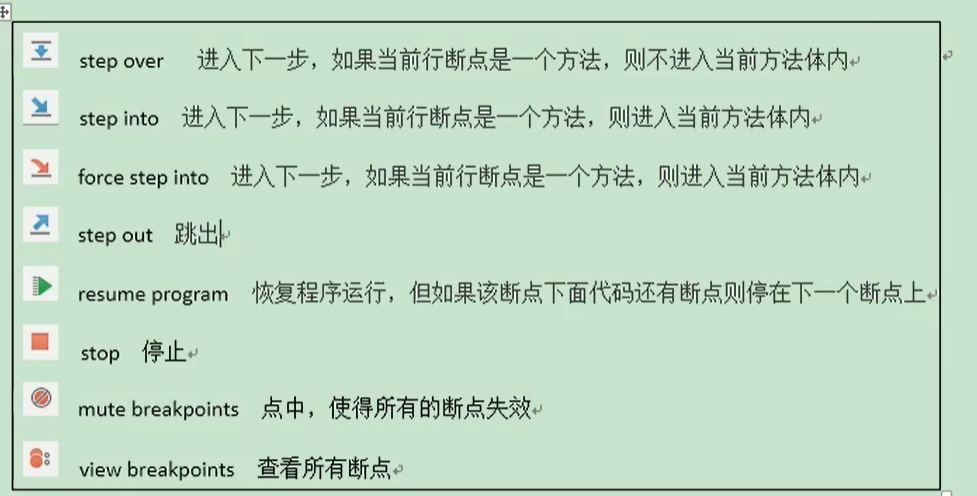 step over 进入下一步，如果当前行断点是一个方法，则不进入当前方法体内
step into 进入下一步，如果当前行断点是一个方法，则进入当前方法体内
force step into 进入下一步，如果当前行断点是一个方法，则进入当前方法体内
step out 跳出
resume program 恢复程序运行，但如果该断点下面代码还有断点则停在下一个断点上
stop 停止
mute breakpoints 点中，使得所有的断点失效
view breakpoints 查看所有断点